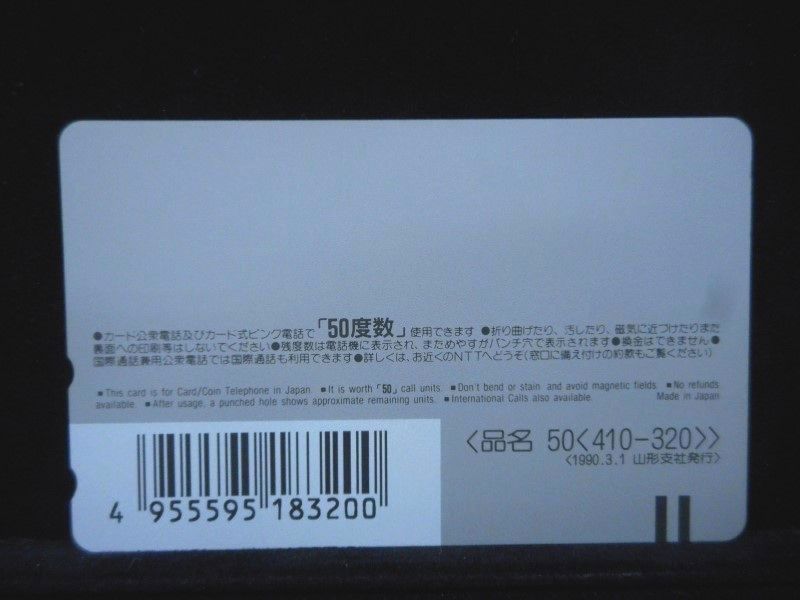 ●カード公衆電話及びカード式ピンク電話で「50度数」使用できます ●折り曲げたり、汚したり、磁気に近づけたりまた
裏面への印刷等はしないでください●残度数は電話機に表示され、まためやすがパンチ穴で表示されます●換金はできません●
国際通話兼用公衆電話では国際通話も利用できます●詳しくは、お近くのNTTへどうぞ(窓口に備え付けの約款もご覧ください)
■This card is for Card/Coin Telephone in Japan. ■It is worth「50」call units. ■Don't bend or stain and avoid magnetic fields. ■No refunds
available. ■After usage, a punched hole shows approximate remaining units. ■International Calls also available. Made in Japan
〈品名 50〈410-320〉〉
〈1990.3.1 山形支社発行〉
4 955595 183200